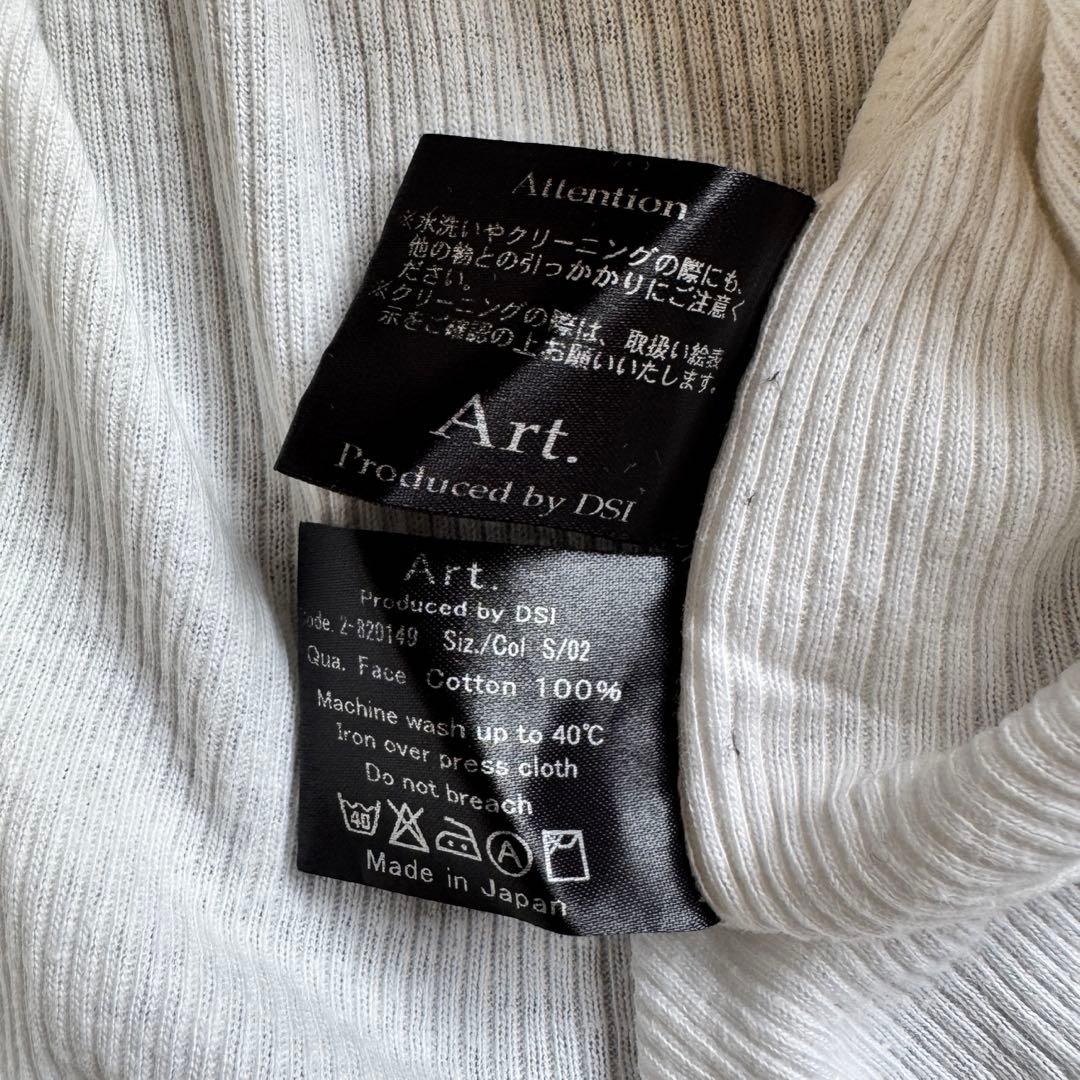 Attention
※水洗いやクリーニングの際にも、
他の物との引っかかりにご注意く
ださい。
※クリーニングの際は、取扱い絵表
示をご確認の上お願いいたします。
Art.
Produced by DSI
Art.
Produced by DSI
Code. 2-820149 Siz./Col S/02
Qua. Face Cotton 100%
Machine wash up to 40℃
Iron over press cloth
Do not breach
40 A
Made in Japan